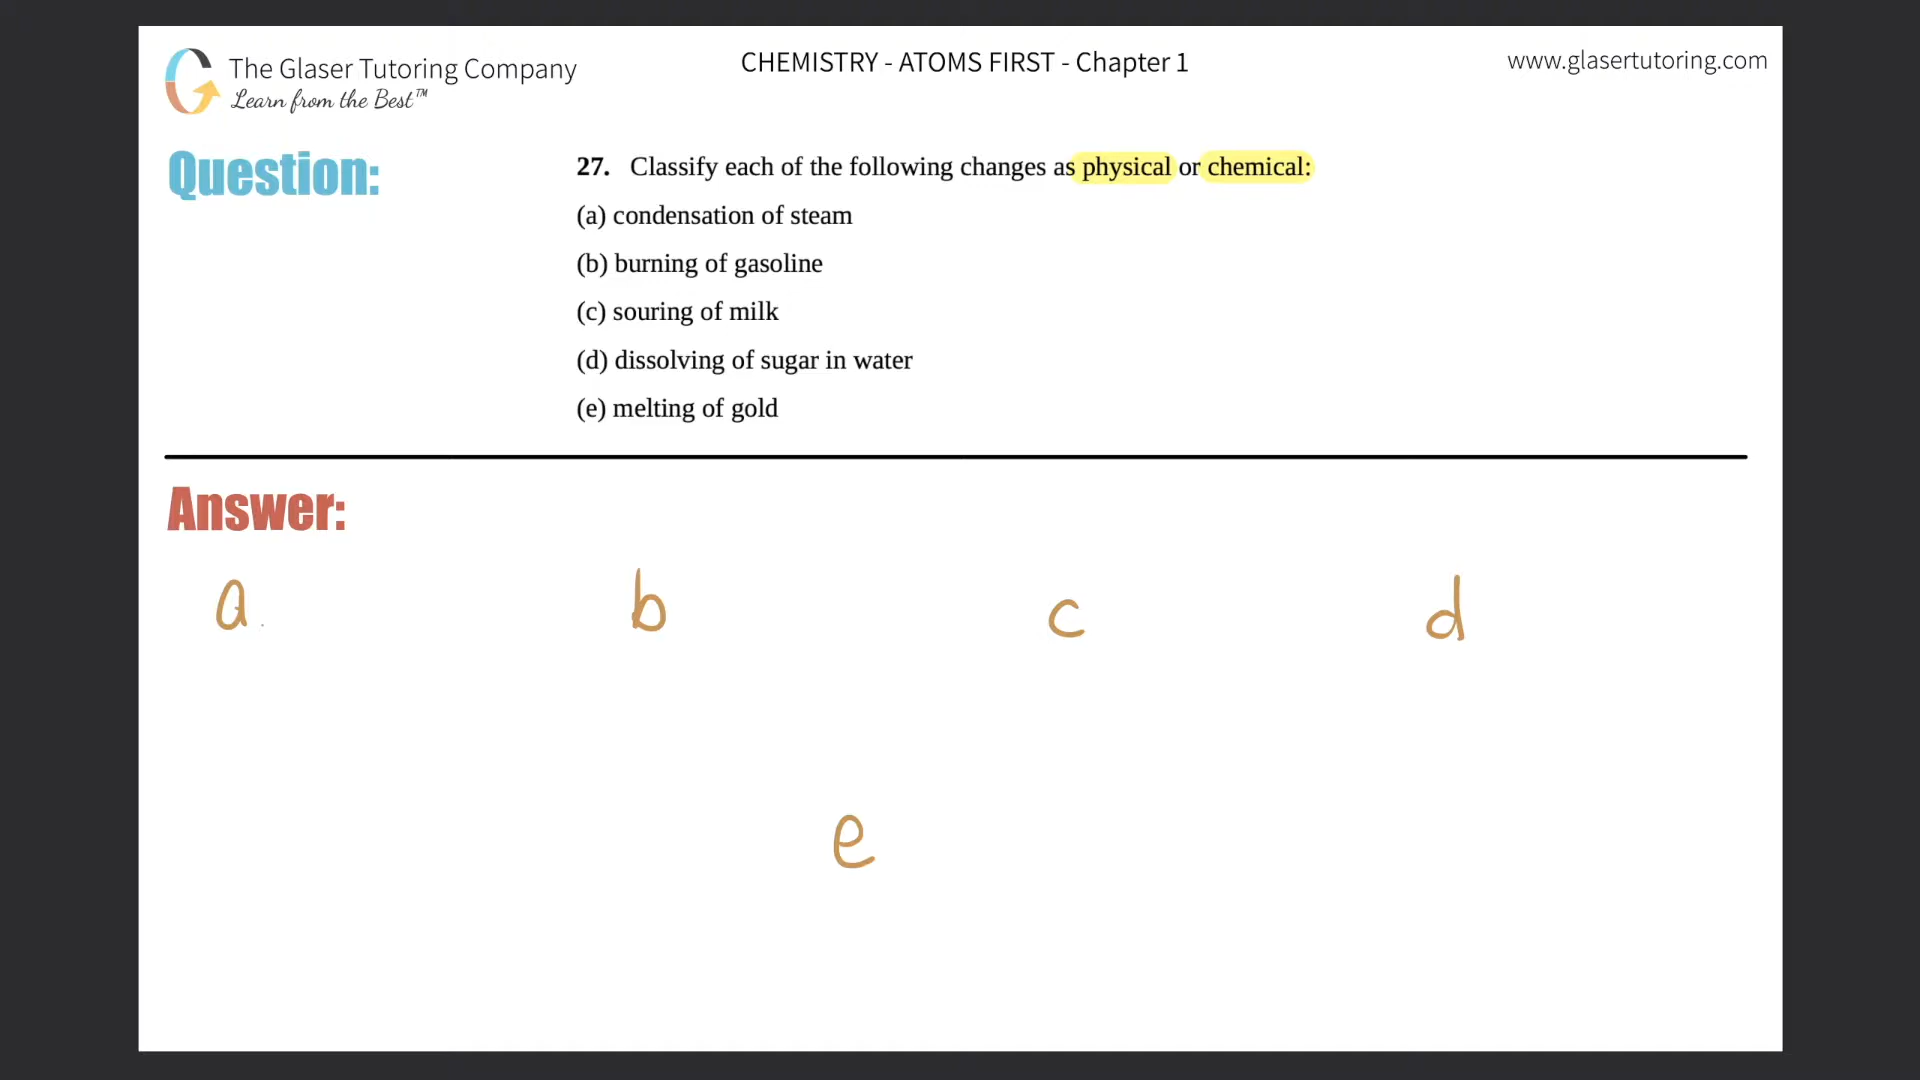 The Glaser Tutoring Company
Learn from the Best™
CHEMISTRY - ATOMS FIRST - Chapter 1
www.glasertutoring.com
Question:
27. Classify each of the following changes as physical or chemical:
(a) condensation of steam
(b) burning of gasoline
(c) souring of milk
(d) dissolving of sugar in water
(e) melting of gold
Answer:
a. b c d
e